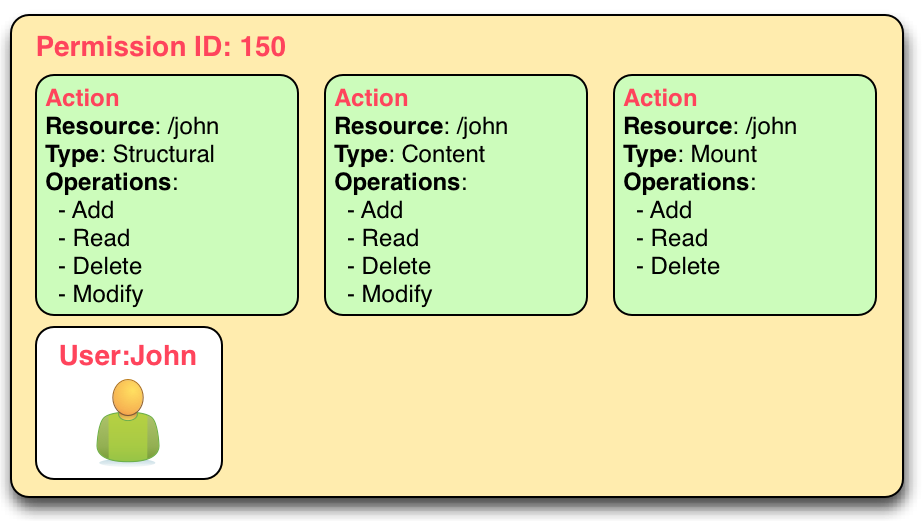 Permission ID: 150
Action
Resource: /john
Type: Structural
Operations:
- Add
- Read
- Delete
- Modify
Action
Resource: /john
Type: Content
Operations:
- Add
- Read
- Delete
- Modify
Action
Resource: /john
Type: Mount
Operations:
- Add
- Read
- Delete
User:John